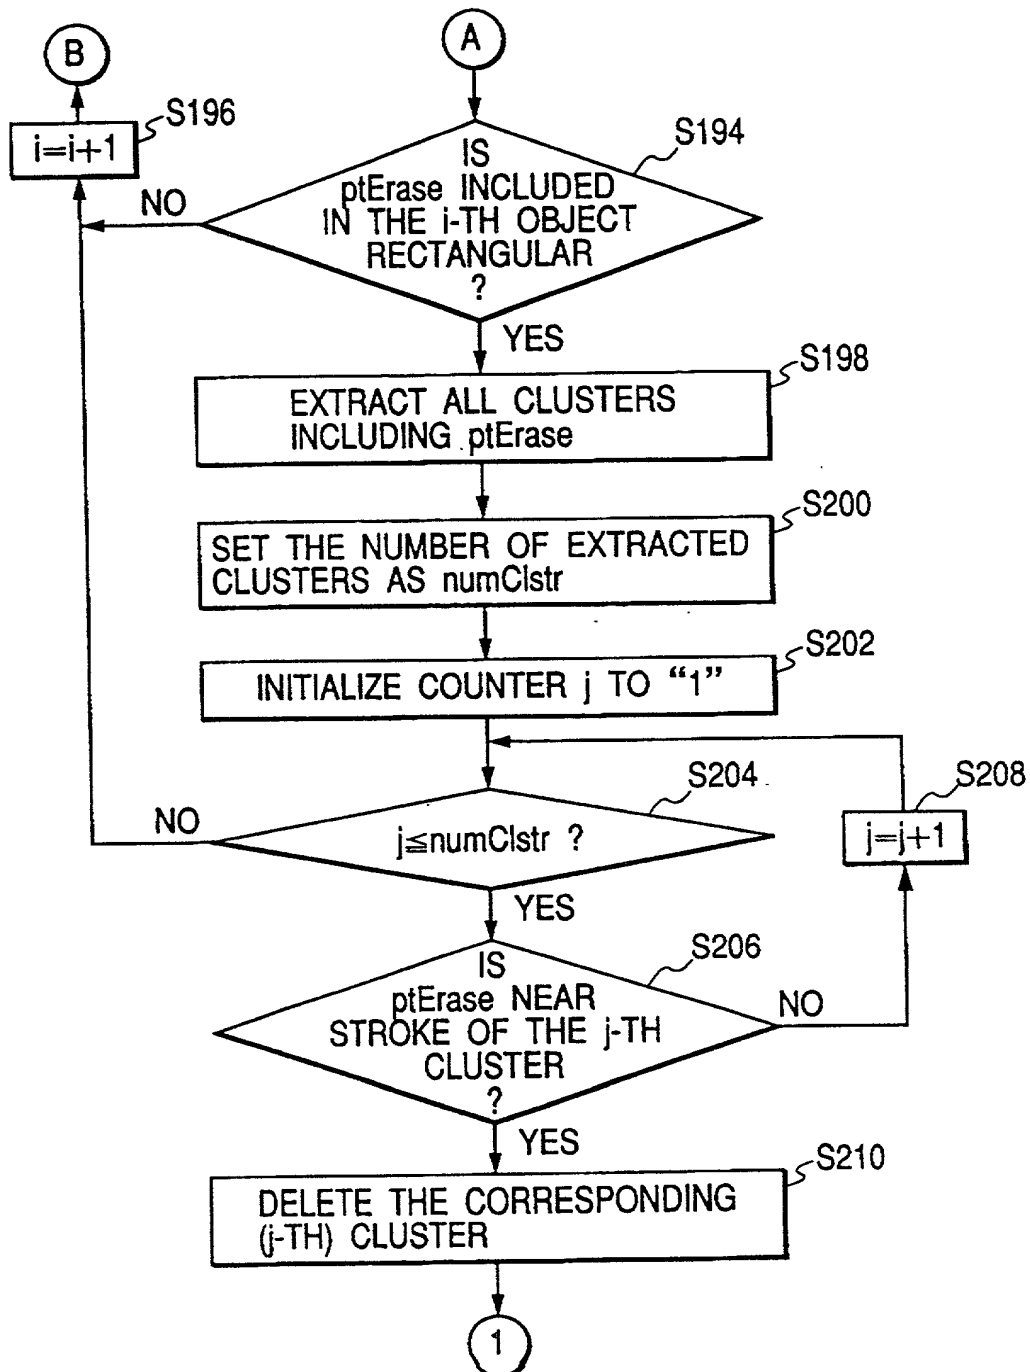 B
A
S196
i=i+1
S194
IS
ptErase INCLUDED
IN THE i-TH OBJECT
RECTANGULAR
?
NO
YES
S198
EXTRACT ALL CLUSTERS
INCLUDING ptErase
S200
SET THE NUMBER OF EXTRACTED
CLUSTERS AS numClstr
S202
INITIALIZE COUNTER j TO “1”
S204
j≦numClstr ?
NO
YES
S208
j=j+1
S206
IS
ptErase NEAR
STROKE OF THE j-TH
CLUSTER
?
NO
YES
S210
DELETE THE CORRESPONDING
(j-TH) CLUSTER
1